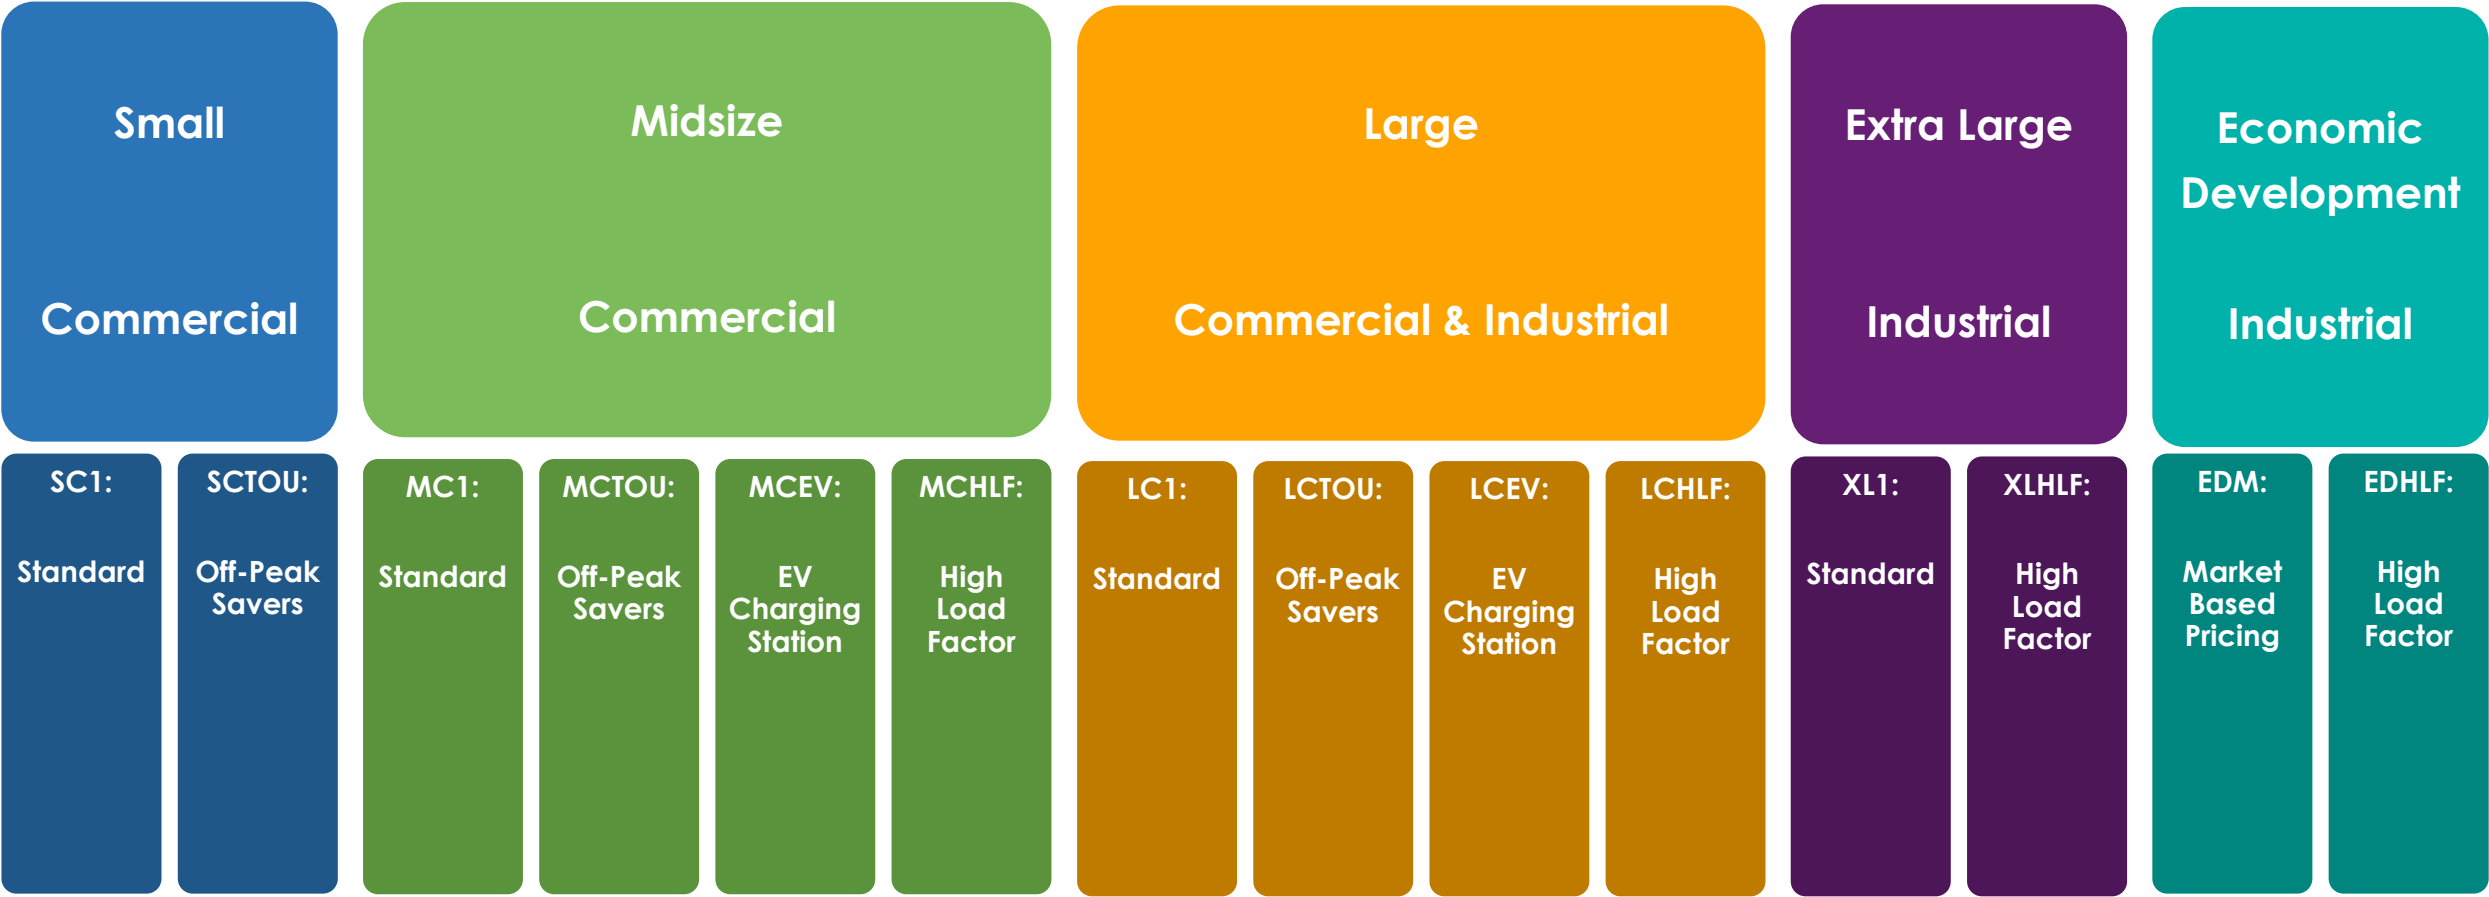 Small
Commercial
Midsize
Commercial
Large
Commercial & Industrial
Extra Large
Industrial
Economic
Development
Industrial
SC1:
Standard
SCTOU:
Off-Peak
Savers
MC1:
Standard
MCTOU:
Off-Peak
Savers
MCEV:
EV
Charging
Station
MCHLF:
High
Load
Factor
LC1:
Standard
LCTOU:
Off-Peak
Savers
LCEV:
EV
Charging
Station
LCHLF:
High
Load
Factor
XL1:
Standard
XLHLF:
High
Load
Factor
EDM:
Market
Based
Pricing
EDHLF:
High
Load
Factor